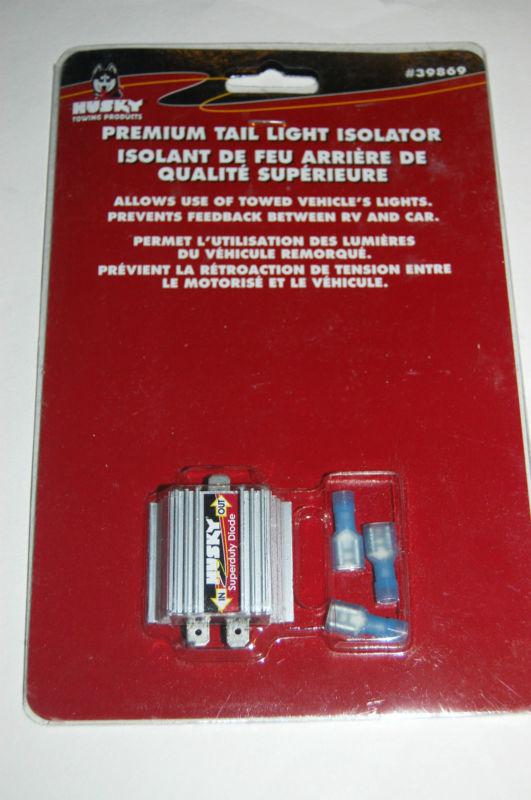 #39869
HUSKY
TOWING PRODUCTS
PREMIUM TAIL LIGHT ISOLATOR
ISOLANT DE FEU ARRIÈRE DE
QUALITÉ SUPÉRIEURE
ALLOWS USE OF TOWED VEHICLE'S LIGHTS.
PREVENTS FEEDBACK BETWEEN RV AND CAR.
PERMET L'UTILISATION DES LUMIÈRES
DU VÉHICULE REMORQUÉ.
PRÉVIENT LA RÉTROACTION DE TENSION ENTRE
LE MOTORISÉ ET LE VÉHICULE.
IN
OUT
HUSKY
Superduty Diode